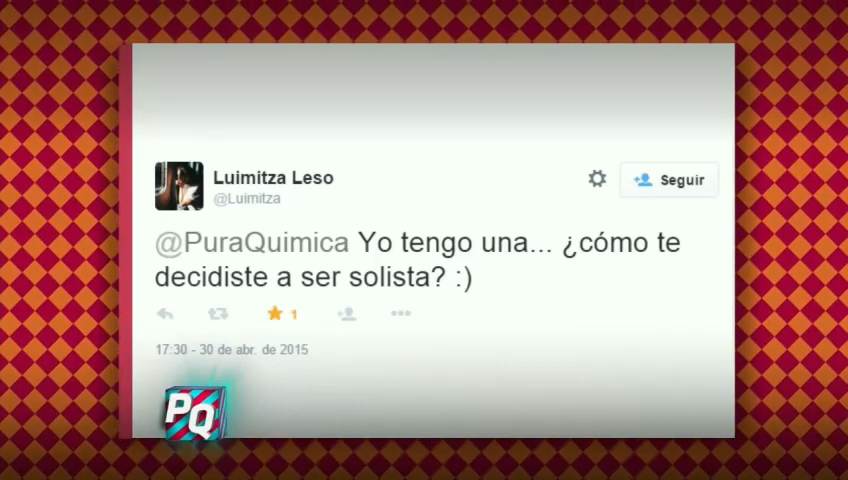 Luimitza Leso
@Luimitza
Seguir
@PuraQuimica Yo tengo una... ¿cómo te
decidiste a ser solista? :)
1
17:30 - 30 de abr. de 2015
PQ